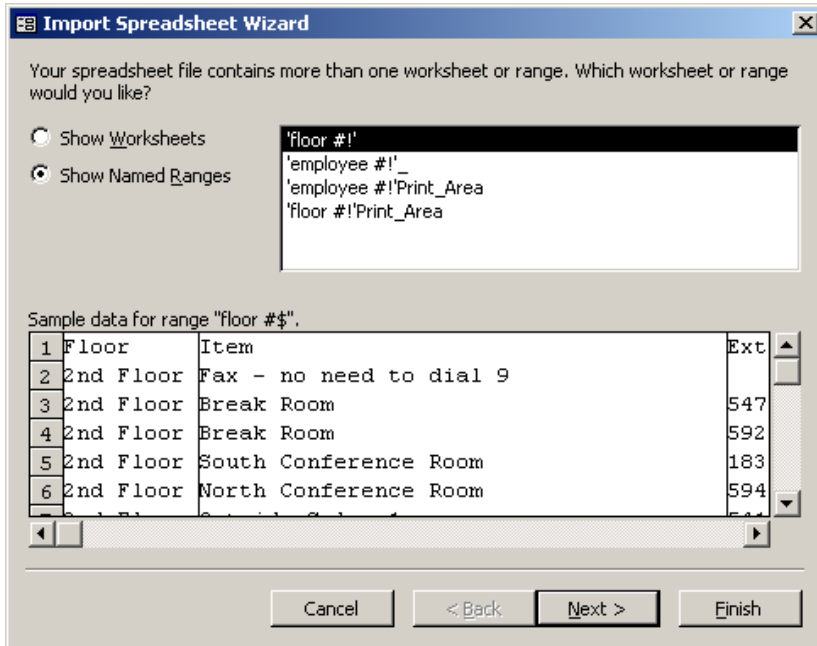 Import Spreadsheet Wizard
Your spreadsheet file contains more than one worksheet or range. Which worksheet or range
would you like?
Show Worksheets
Show Named Ranges
'floor #!'
'employee #!'_
'employee #!'Print_Area
'floor #!'Print_Area
Sample data for range "floor #$".
1 Floor Item Ext
2 2nd Floor Fax - no need to dial 9
3 2nd Floor Break Room 547
4 2nd Floor Break Room 592
5 2nd Floor South Conference Room 183
6 2nd Floor North Conference Room 594
Cancel < Back Next > Finish